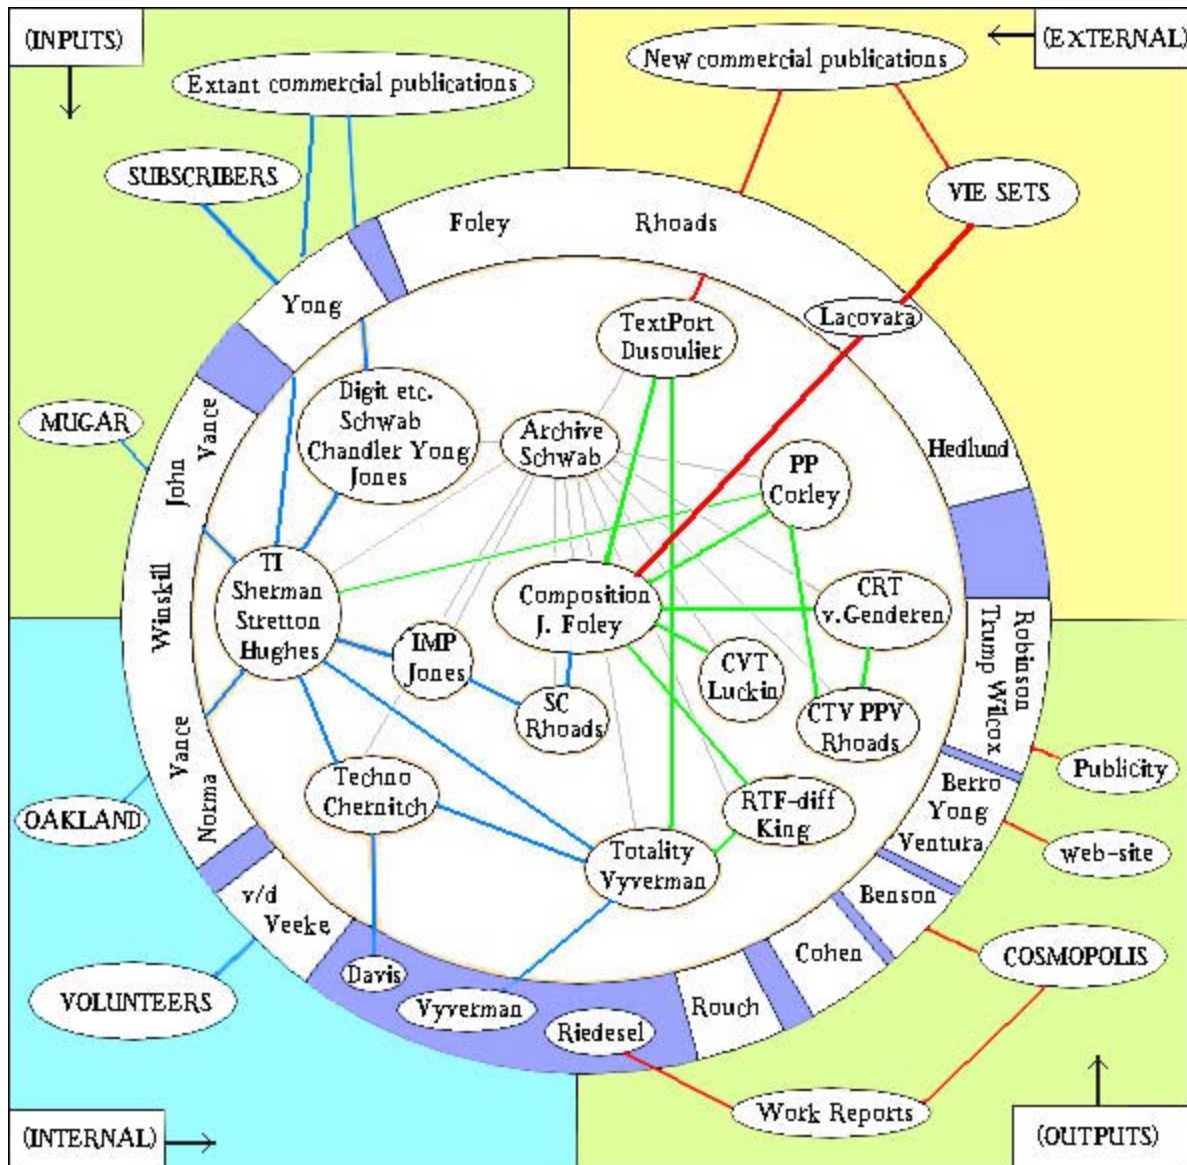 (INPUTS)
(EXTERNAL)
New commercial publications
Extant commercial publications
SUBSCRIBERS
VIE SETS
Foley
Rhoads
Yong
Lacovara
TextPort
Dusoulier
Digit etc.
Schwab
Chandler Yong
Jones
Archive
Schwab
MUGAR
John
Vance
PP
Corley
Hedlund
TI
Sherman
Stretton
Hughes
Winskill
Composition
J. Foley
CRT
v.Genderen
IMP
Jones
CVT
Luckin
SC
Rhoads
CTV PPV
Rhoads
Robinson
Trump Wilcox
Norma
Vance
Techno
Chernitch
RTF-diff
King
Publicity
OAKLAND
Berro
Yong
Ventura
web-site
Totality
Vyverman
Benson
v/d
Veeke
Cohen
COSMOPOLIS
VOLUNTEERS
Davis
Vyverman
Rouch
Riedesel
Work Reports
(INTERNAL)
(OUTPUTS)